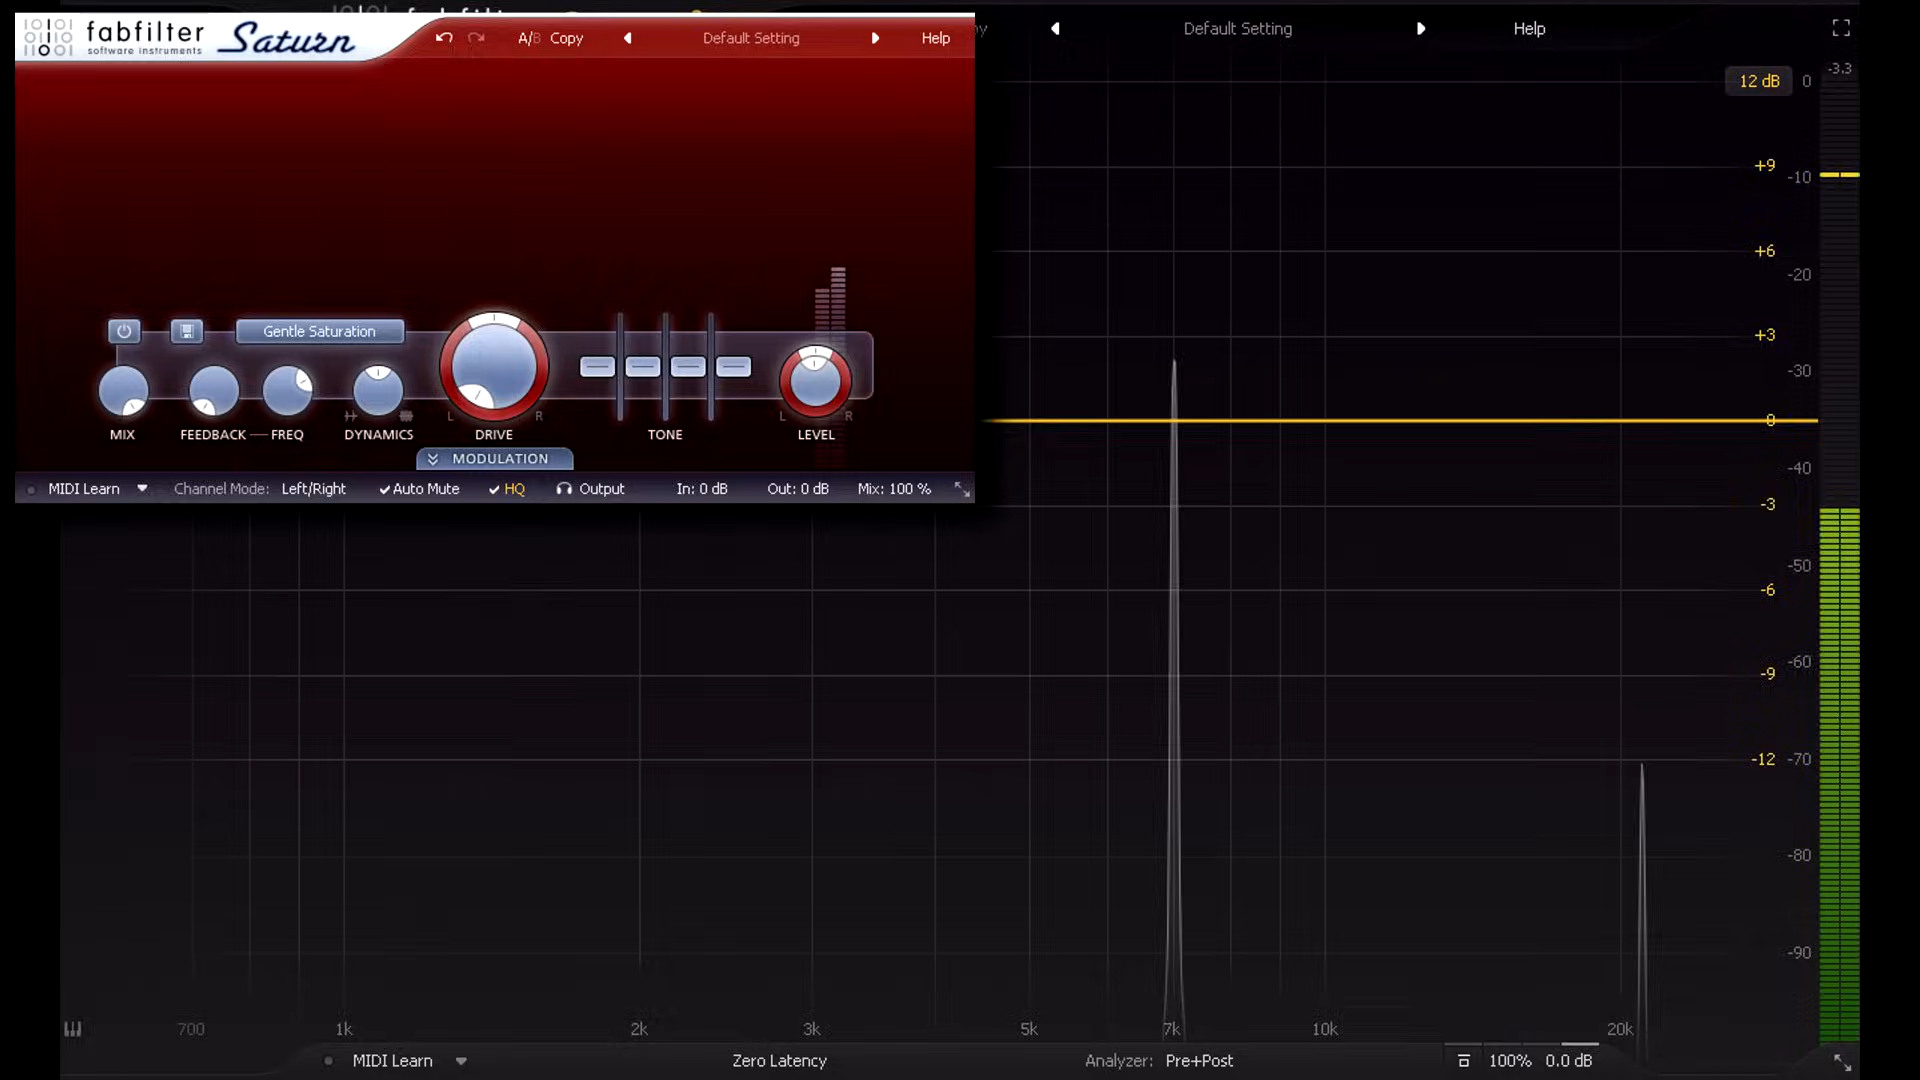 fabfilter
software instruments
Saturn
A/B Copy
Default Setting
Help
Default Setting
Help
-3.3
12 dB
0
+9
-10
+6
-20
+3
-30
0
-40
-3
-50
-6
-60
-9
-12
-70
-80
-90
Gentle Saturation
L R
L R
MIX
FEEDBACK
FREQ
DYNAMICS
DRIVE
TONE
LEVEL
MODULATION
MIDI Learn
Channel Mode: Left/Right
Auto Mute
HQ
Output
In: 0 dB
Out: 0 dB
Mix: 100 %
700 1k 2k 3k 5k 7k 10k 20k
MIDI Learn
Zero Latency
Analyzer: Pre+Post
100%
0.0 dB